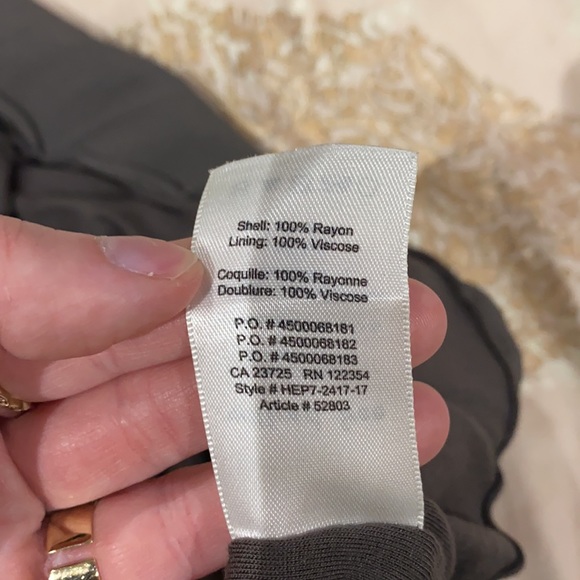 Shell: 100% Rayon
Lining: 100% Viscose
Coquille: 100% Rayonne
Doublure: 100% Viscose
P.O. # 4500068181
P.O. # 4500068182
P.O. # 4500068183
CA 23725 RN 122354
Style # HEP7-2417-17
Article # 52803